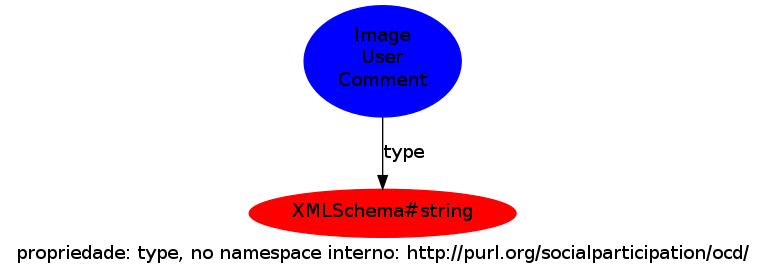 Image
User
Comment
type
XMLSchema#string
propriedade: type, no namespace interno: http://purl.org/socialparticipation/ocd/